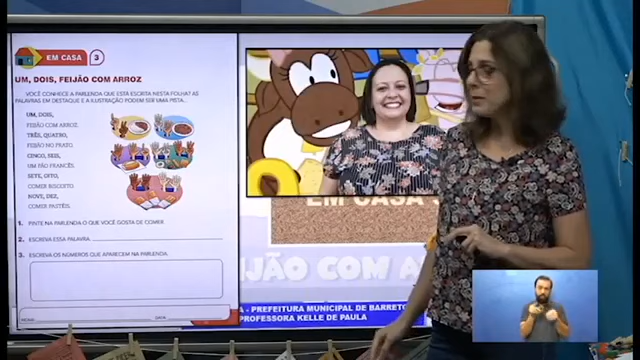 EM CASA 3
UM, DOIS, FEIJÃO COM ARROZ
VOCÊ CONHECE A PARLENDA QUE ESTÁ ESCRITA NESTA FOLHA? AS
PALAVRAS EM DESTAQUE E A ILUSTRAÇÃO PODEM SER UMA PISTA...
UM, DOIS,
FEIJÃO COM ARROZ.
TRÊS, QUATRO,
FEIJÃO NO PRATO.
CINCO, SEIS,
UM PÃO FRANCÊS.
SETE, OITO,
COMER BISCOITO.
NOVE, DEZ,
COMER PASTÉIS.
1. PINTE NA PARLENDA O QUE VOCÊ GOSTA DE COMER.
2. ESCREVA ESSA PALAVRA.
3. ESCREVA OS NÚMEROS QUE APARECEM NA PARLENDA.
EM CASA
IJÃO COM A
A - PREFEITURA MUNICIPAL DE BARRETO
PROFESSORA KELLE DE PAULA